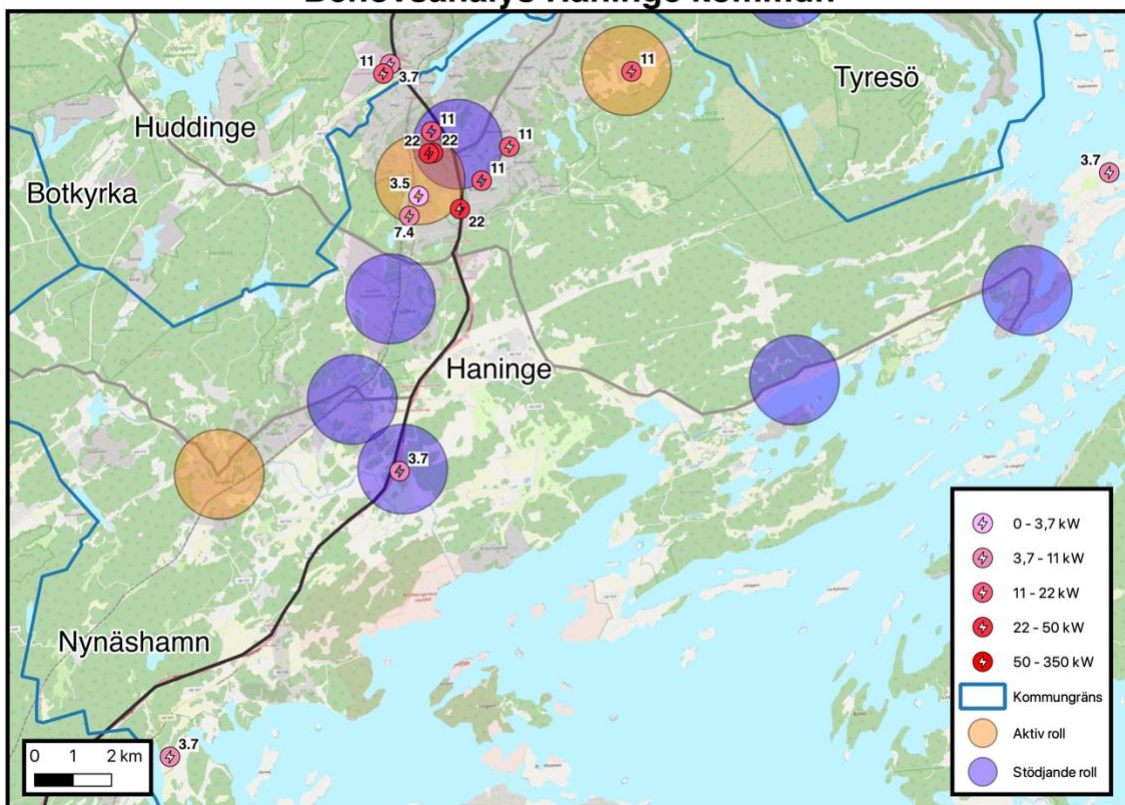 Behovsanalys Haninge kommun
11
3.7
11
Tyresö
Huddinge
11
22
22
11
3.7
Botkyrka
3.5
11
7.4
22
Haninge
3.7
Nynäshamn
3.7
0 1 2 km
0 - 3,7 kW
3,7 - 11 kW
11 - 22 kW
22 - 50 kW
50 - 350 kW
Kommungräns
Aktiv roll
Stödjande roll